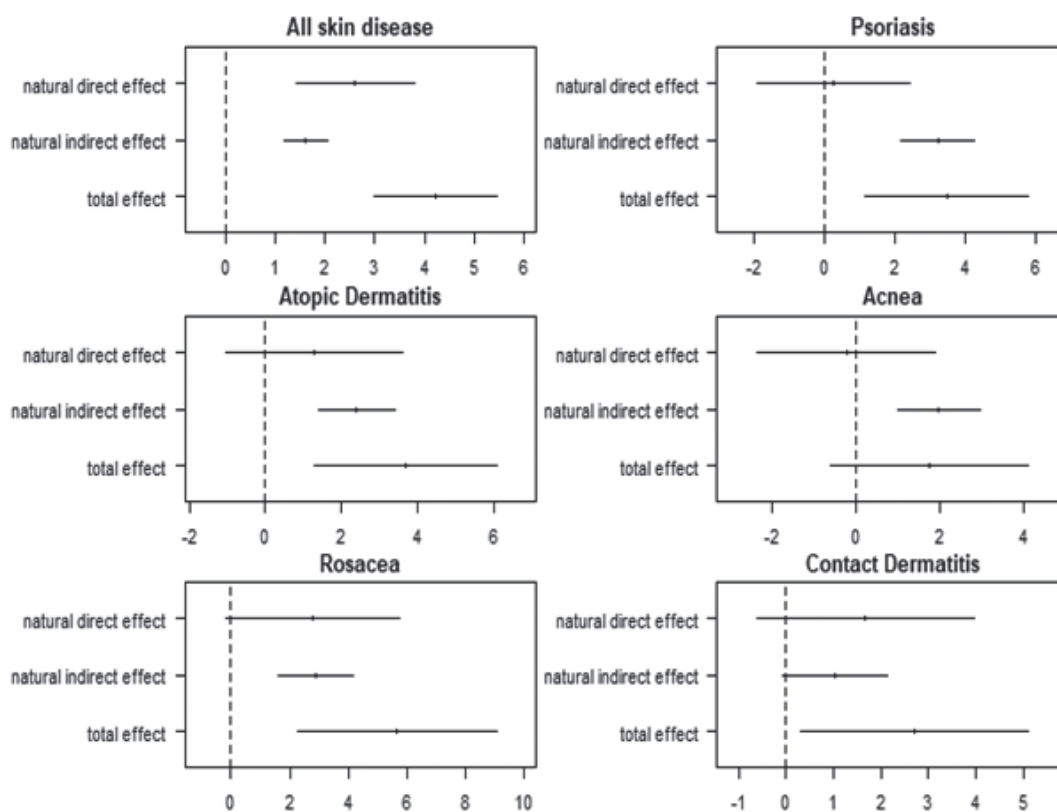 All skin disease
natural direct effect
natural indirect effect
total effect
0 1 2 3 4 5 6
Psoriasis
natural direct effect
natural indirect effect
total effect
-2 0 2 4 6
Atopic Dermatitis
natural direct effect
natural indirect effect
total effect
-2 0 2 4 6
Acnea
natural direct effect
natural indirect effect
total effect
-2 0 2 4
Rosacea
natural direct effect
natural indirect effect
total effect
0 2 4 6 8 10
Contact Dermatitis
natural direct effect
natural indirect effect
total effect
-1 0 1 2 3 4 5